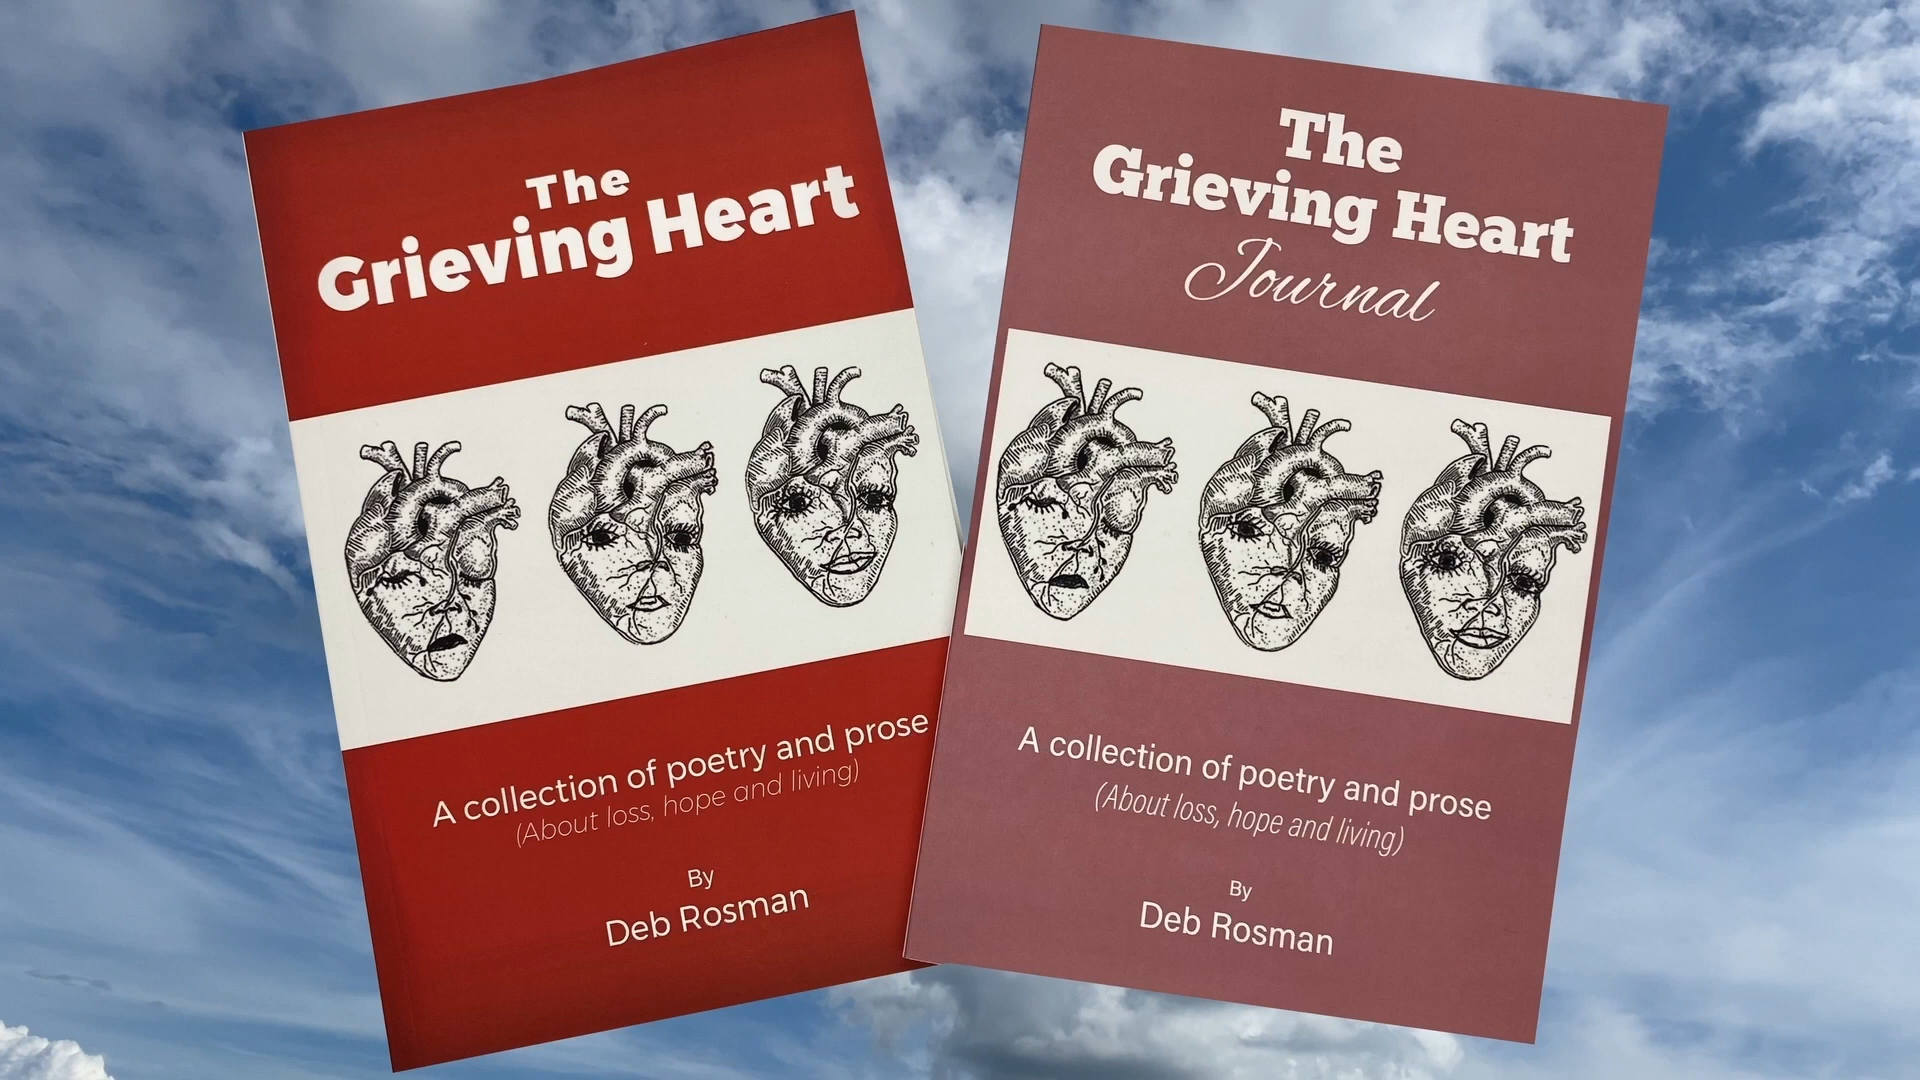 The
Grieving Heart
A collection of poetry and prose
(About loss, hope and living)
By
Deb Rosman
The
Grieving Heart
Journal
A collection of poetry and prose
(About loss, hope and living)
By
Deb Rosman